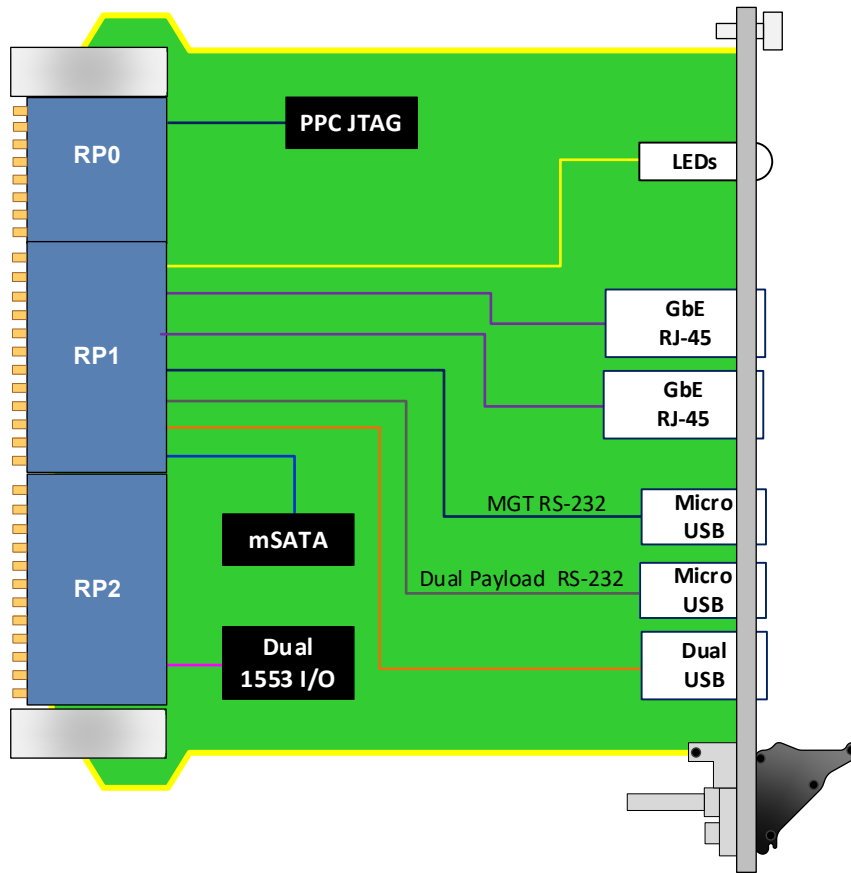 RP0
PPC JTAG
LEDs
RP1
GbE
RJ-45
GbE
RJ-45
MGT RS-232
Micro
USB
mSATA
Dual Payload RS-232
Micro
USB
RP2
Dual
1553 I/O
Dual
USB